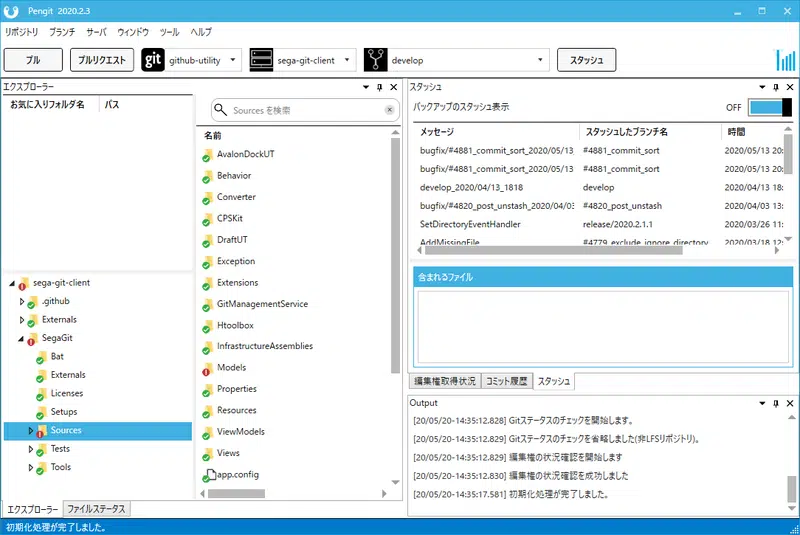 Pengit 2020.2.3
リポジトリ ブランチ サーバ ウィンドウ ツール ヘルプ
プル プルリクエスト git github-utility sega-git-client develop スタッシュ
エクスプローラー
お気に入りフォルダ名 パス
sega-git-client
.github
Externals
SegaGit
Bat
Externals
Licenses
Setups
Sources
Tests
Tools
Sources を検索
名前
AvalonDockUT
Behavior
Converter
CPSKit
DraftUT
Exception
Extensions
GitManagementService
Htoolbox
InfrastructureAssemblies
Models
Properties
Resources
ViewModels
Views
app.config
エクスプローラー ファイルステータス
スタッシュ
バックアップのスタッシュ表示 OFF
メッセージ スタッシュしたブランチ名 時間
bugfix/#4881_commit_sort_2020/05/13_ #4881_commit_sort 2020/05/13 20:
bugfix/#4881_commit_sort_2020/05/13_ #4881_commit_sort 2020/05/13 20:
develop_2020/04/13_1818 develop 2020/04/13 18:
bugfix/#4820_post_unstash_2020/04/03 #4820_post_unstash 2020/04/03 13:
SetDirectoryEventHandler release/2020.2.1.1 2020/03/26 11:
AddMissingFile #4779_exclude_ignore_directory 2020/03/18 12:
含まれるファイル
編集権取得状況 コミット履歴 スタッシュ
Output
[20/05/20-14:35:12.828] Gitステータスのチェックを開始します。
[20/05/20-14:35:12.829] Gitステータスのチェックを省略しました(非LFSリポジトリ)。
[20/05/20-14:35:12.829] 編集権の状況確認を開始します
[20/05/20-14:35:12.830] 編集権の状況確認を成功しました
[20/05/20-14:35:17.581] 初期化処理が完了しました。
初期化処理が完了しました。